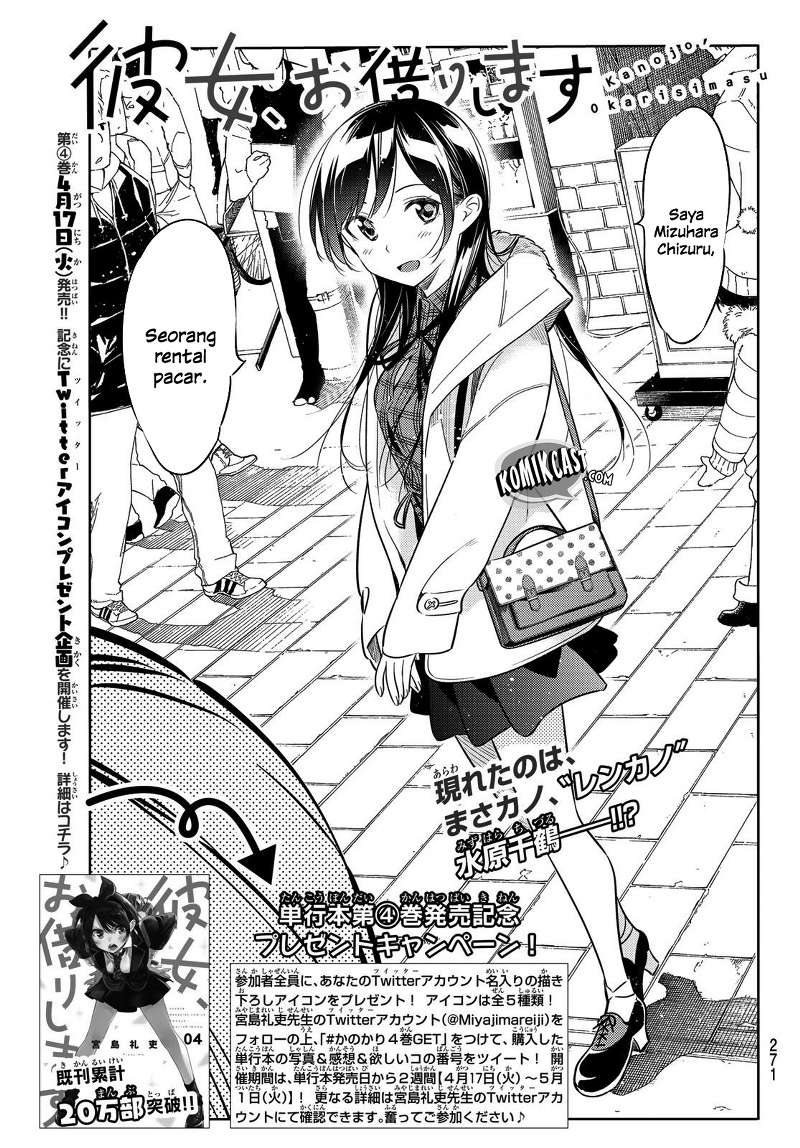 彼女、お借りします
Kanojo,
Okarisimasu
Saya
Mizuhara
Chizuru,
Seorang
rental
pacar.
KOMIKCAST
.COM
第④巻4月17日(火)発売!! 記念にTwitterアイコンプレゼント企画を開催します! 詳細はコチラ♪
現れたのは、
まさカノ、“レンカノ”
水原千鶴――!!?
単行本第④巻発売記念
プレゼントキャンペーン!
参加者全員に、あなたのTwitterアカウント名入りの描き
下ろしアイコンをプレゼント! アイコンは全5種類!
宮島礼吏先生のTwitterアカウント(@Miyajimareiji)を
フォローの上、「#かのかり4巻GET」をつけて、購入した
単行本の写真&感想&欲しいコの番号をツイート! 開
催期間は、単行本発売日から2週間【4月17日(火)~5月
1日(火)】! 更なる詳細は宮島礼吏先生のTwitterアカ
ウントにて確認できます。奮ってご参加ください♪
彼女、
お借りします
宮島礼吏
04
既刊累計
20万部突破!!
271